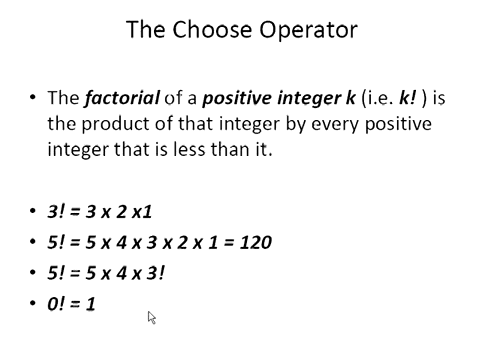 The Choose Operator
• The factorial of a positive integer k (i.e. k! ) is
the product of that integer by every positive
integer that is less than it.
• 3! = 3 x 2 x1
• 5! = 5 x 4 x 3 x 2 x 1 = 120
• 5! = 5 x 4 x 3!
• 0! = 1